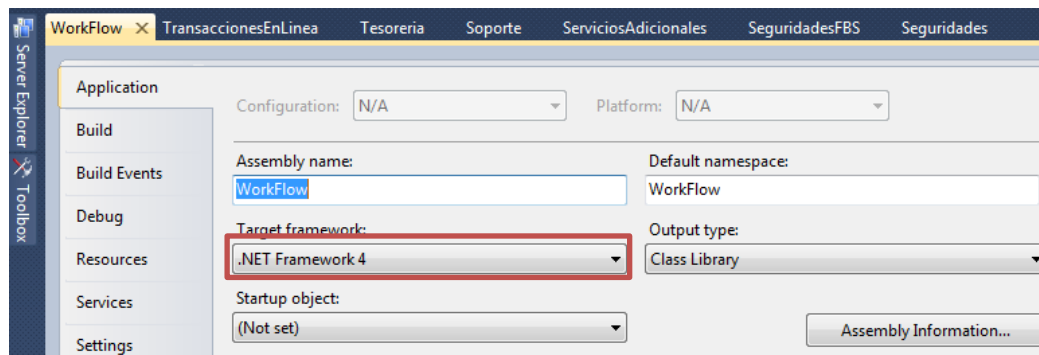 WorkFlow TransaccionesEnLinea Tesoreria Soporte ServiciosAdicionales SeguridadesFBS Seguridades
Server Explorer
Toolbox
Application
Build
Build Events
Debug
Resources
Services
Settings
Configuration: N/A Platform: N/A
Assembly name: Default namespace:
WorkFlow WorkFlow
Target framework: Output type:
.NET Framework 4 Class Library
Startup object:
(Not set) Assembly Information...